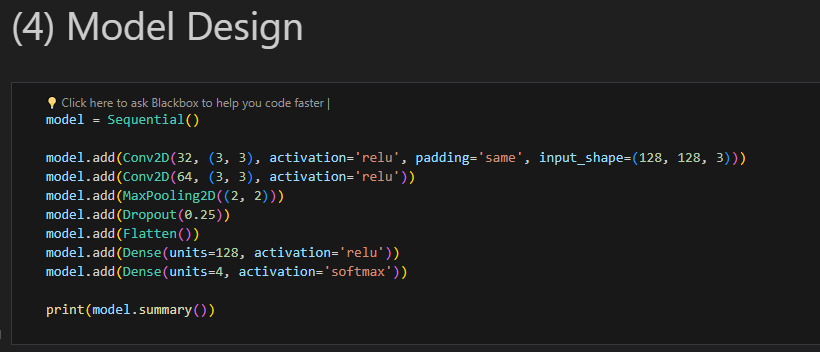 (4) Model Design
Click here to ask Blackbox to help you code faster |
model = Sequential()
model.add(Conv2D(32, (3, 3), activation='relu', padding='same', input_shape=(128, 128, 3)))
model.add(Conv2D(64, (3, 3), activation='relu'))
model.add(MaxPooling2D((2, 2)))
model.add(Dropout(0.25))
model.add(Flatten())
model.add(Dense(units=128, activation='relu'))
model.add(Dense(units=4, activation='softmax'))
print(model.summary())